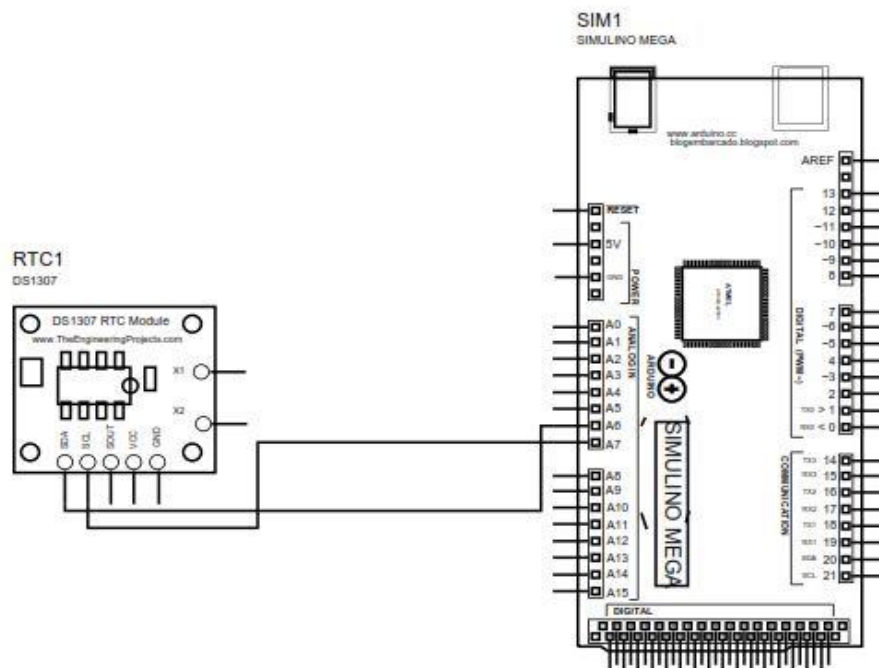 SIM1
SIMULINO MEGA
www.arduino.cc
blogembarcado.blogspot.com
AREF
13
12
~11
~10
~9
8
7
~6
~5
4
~3
2
TX0 > 1
RX0 < 0
DIGITAL (PWM~)
TX3 14
RX3 15
TX2 16
RX2 17
TX1 18
RX1 19
SDA 20
SCL 21
COMMUNICATION
RESET
5V
GND
POWER
A0
A1
A2
A3
A4
A5
A6
A7
ANALOG IN
A8
A9
A10
A11
A12
A13
A14
A15
ATMEL
ARDUINO
SIMULINO MEGA
DIGITAL
RTC1
DS1307
DS1307 RTC Module
www.TheEngineeringProjects.com
X1
X2
SDA
SCL
SOUT
VCC
GND